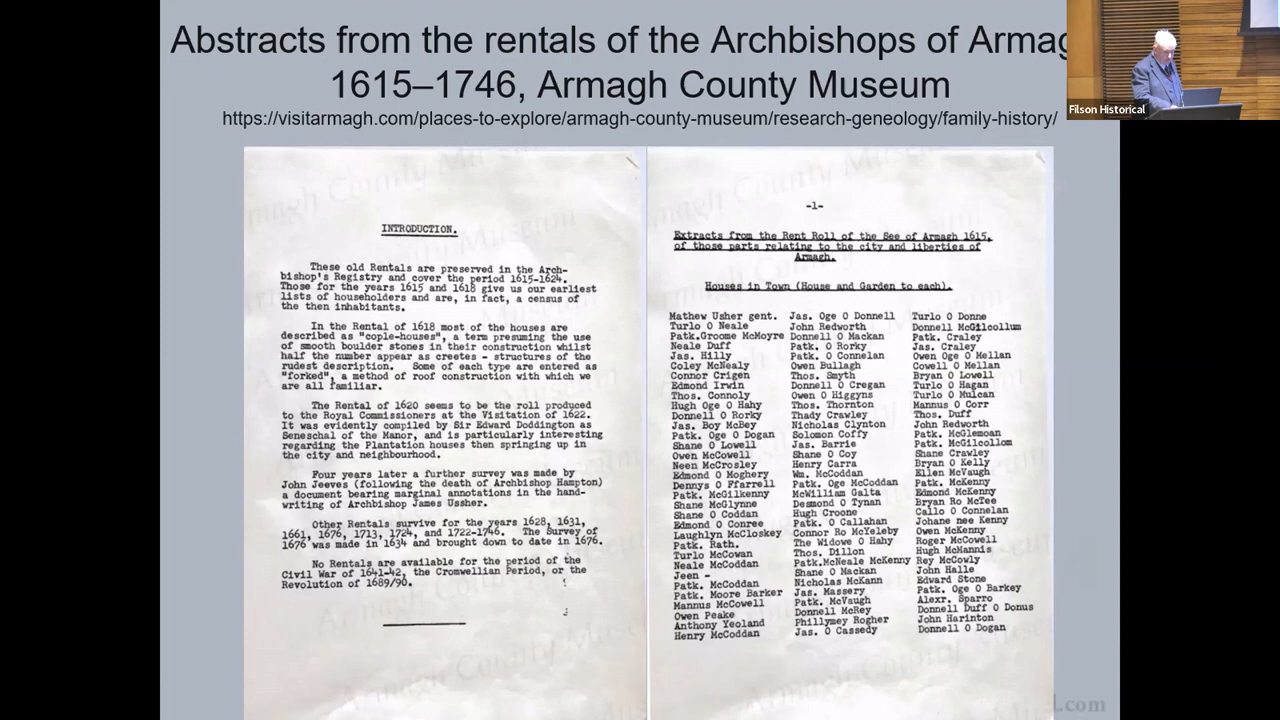 Abstracts from the rentals of the Archbishops of Armag
1615–1746, Armagh County Museum
https://visitarmagh.com/places-to-explore/armagh-county-museum/research-geneology/family-history/
Filson Historical
INTRODUCTION.
These old Rentals are preserved in the Arch-
bishop's Registry and cover the period 1615-1624.
Those for the years 1615 and 1618 give us our earliest
lists of householders and are, in fact, a census of
the then inhabitants.
In the Rental of 1618 most of the houses are
described as "cople-houses", a term presuming the use
of smooth boulder stones in their construction whilst
half the number appear as creetes - structures of the
rudest description. Some of each type are entered as
"forked", a method of roof construction with which we
are all familiar.
The Rental of 1620 seems to be the roll produced
to the Royal Commissioners at the Visitation of 1622.
It was evidently compiled by Sir Edward Doddington as
Seneschal of the Manor, and is particularly interesting
regarding the Plantation houses then springing up in
the city and neighbourhood.
Four years later a further survey was made by
John Jeeves (following the death of Archbishop Hampton)
a document bearing marginal annotations in the hand-
writing of Archbishop James Ussher.
Other Rentals survive for the years 1628, 1631,
1661, 1676, 1713, 1724, and 1722-1746. The Survey of
1676 was made in 1634 and brought down to date in 1676.
No Rentals are available for the period of the
Civil War of 1641-42, the Cromwellian Period, or the
Revolution of 1689/90.
-1-
Extracts from the Rent Roll of the See of Armagh 1615,
of those parts relating to the city and liberties of
Armagh.
Houses in Town (House and Garden to each).
Mathew Usher gent.
Turlo O Neale
Patk.Groome McMoyre
Neale Duff
Jas. Hilly
Coley McNealy
Connor Crigen
Edmond Irwin
Thos. Connoly
Hugh Oge O Hahy
Donnell O Rorky
Jas. Boy McBey
Patk. Oge O Dogan
Shane O Lowell
Owen McCowell
Neen McCrosley
Edmond O Moghery
Dennys O Ffarrell
Patk. McGilkenny
Shane McGlynne
Shane O Coddan
Edmond O Conree
Laughlyn McCloskey
Patk. Rath.
Turlo McCowan
Neale McCoddan
Jeen -
Patk. McCoddan
Patk. Moore Barker
Mannus McCowell
Owen Peake
Anthony Yeoland
Henry McCoddan
Jas. Oge O Donnell
John Redworth
Donnell O Mackan
Patk. O Rorky
Patk. O Connelan
Owen Bullagh
Thos. Smyth
Donnell O Cregan
Owen O Higgyns
Thos. Thornton
Thady Crawley
Nicholas Clynton
Solomon Coffy
Jas. Barrie
Shane O Coy
Henry Carra
Wm. McCoddan
Patk. Oge McCoddan
McWilliam Galta
Desmond O Tynan
Hugh Croone
Patk. O Callahan
Connor Ro McYeleby
The Widowe O Hahy
Thos. Dillon
Patk.McNeale McKenny
Shane O Mackan
Nicholas McKann
Jas. Massery
Patk. McVaugh
Donnell McRey
Phillymey Rogher
Jas. O Cassedy
Turlo O Donne
Donnell McGilcollum
Patk. Craley
Jas. Craley
Owen Oge O Mellan
Cowell O Mellan
Bryan O Lowell
Turlo O Hagan
Turlo O Mulcan
Mannus O Corr
Thos. Duff
John Redworth
Patk. McGlemoan
Patk. McGilcollom
Shane Crawley
Bryan O Kelly
Ellen McVaugh
Patk. McKenny
Edmond McKenny
Bryan Ro McTee
Callo O Connelan
Johane nee Kenny
Owen McKenny
Roger McCowell
Hugh McMannis
Rey McCowly
John Halle
Edward Stone
Patk. Oge O Barkey
Alexr. Sparro
Donnell Duff O Donus
John Harinton
Donnell O Dogan